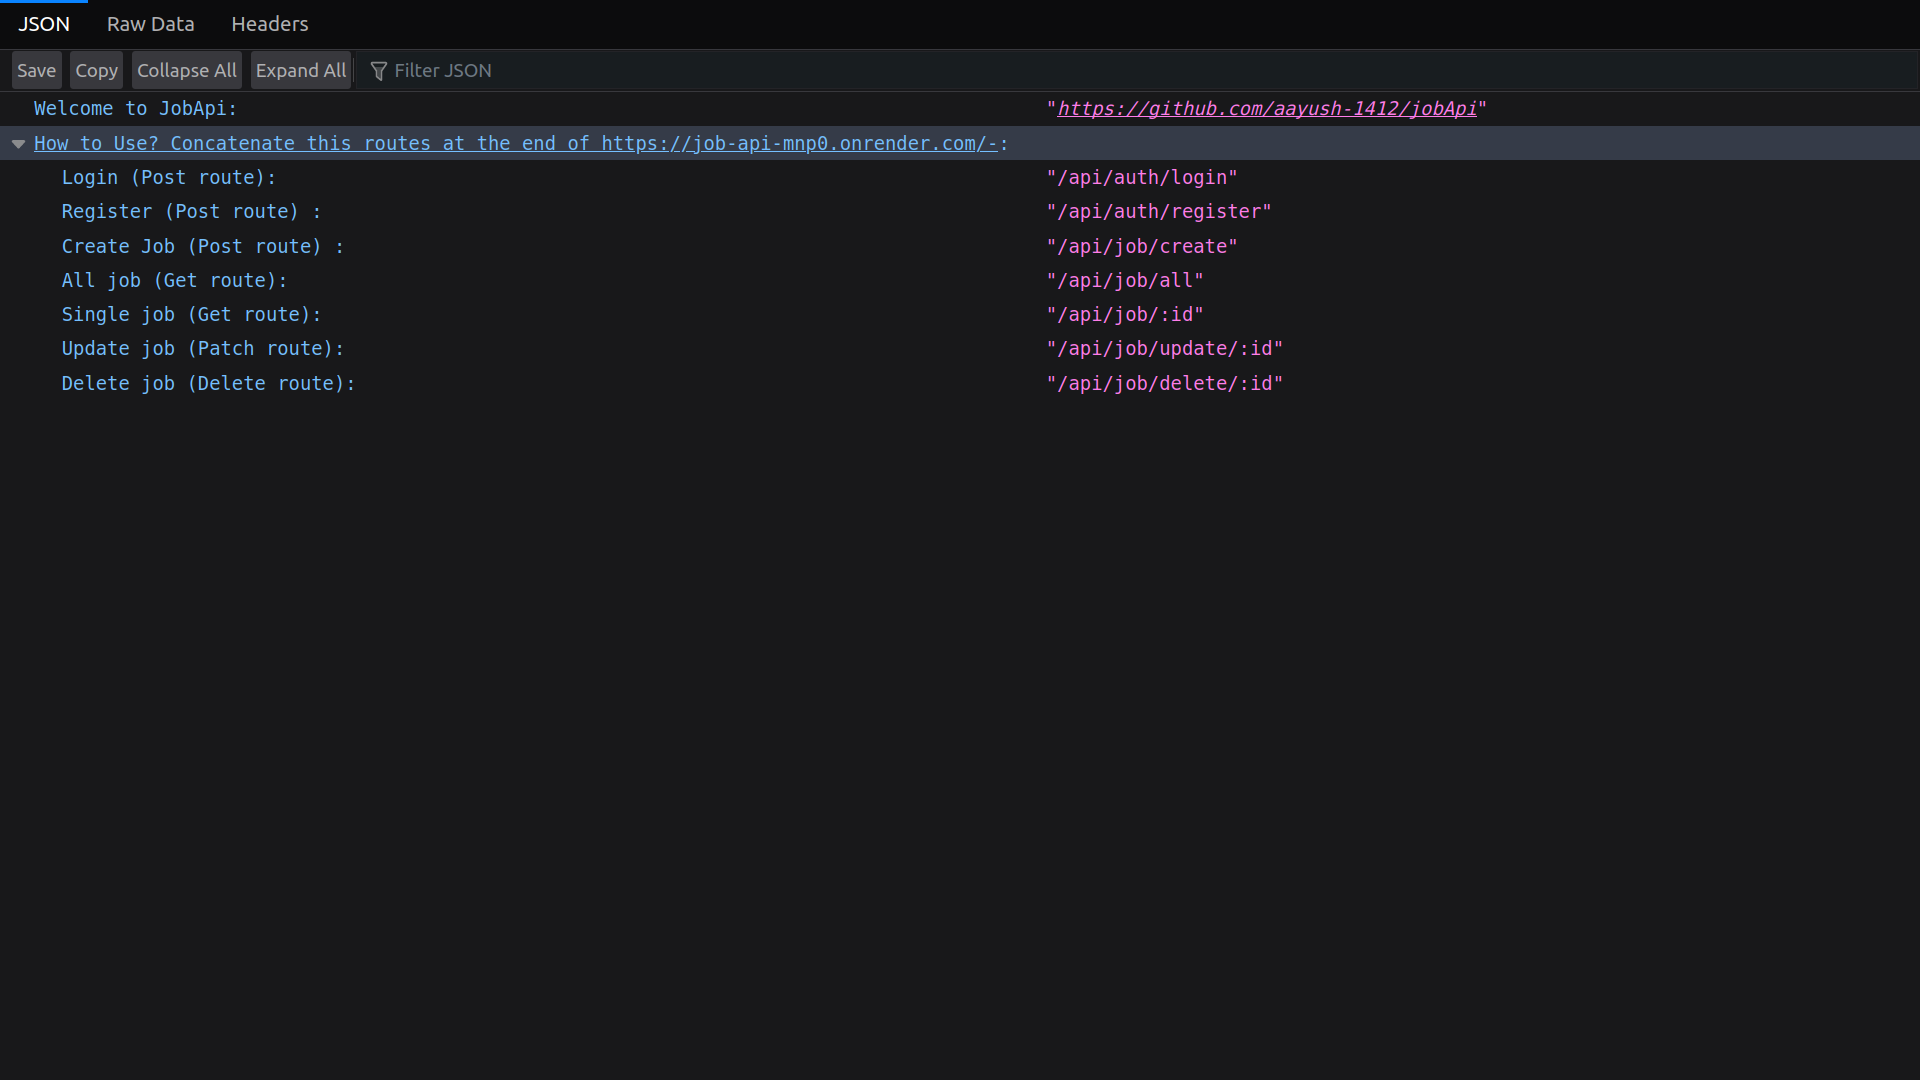 JSON Raw Data Headers
Save Copy Collapse All Expand All Filter JSON
Welcome to JobApi: "https://github.com/aayush-1412/jobApi"
How to Use? Concatenate this routes at the end of https://job-api-mnp0.onrender.com/-:
Login (Post route): "/api/auth/login"
Register (Post route) : "/api/auth/register"
Create Job (Post route) : "/api/job/create"
All job (Get route): "/api/job/all"
Single job (Get route): "/api/job/:id"
Update job (Patch route): "/api/job/update/:id"
Delete job (Delete route): "/api/job/delete/:id"